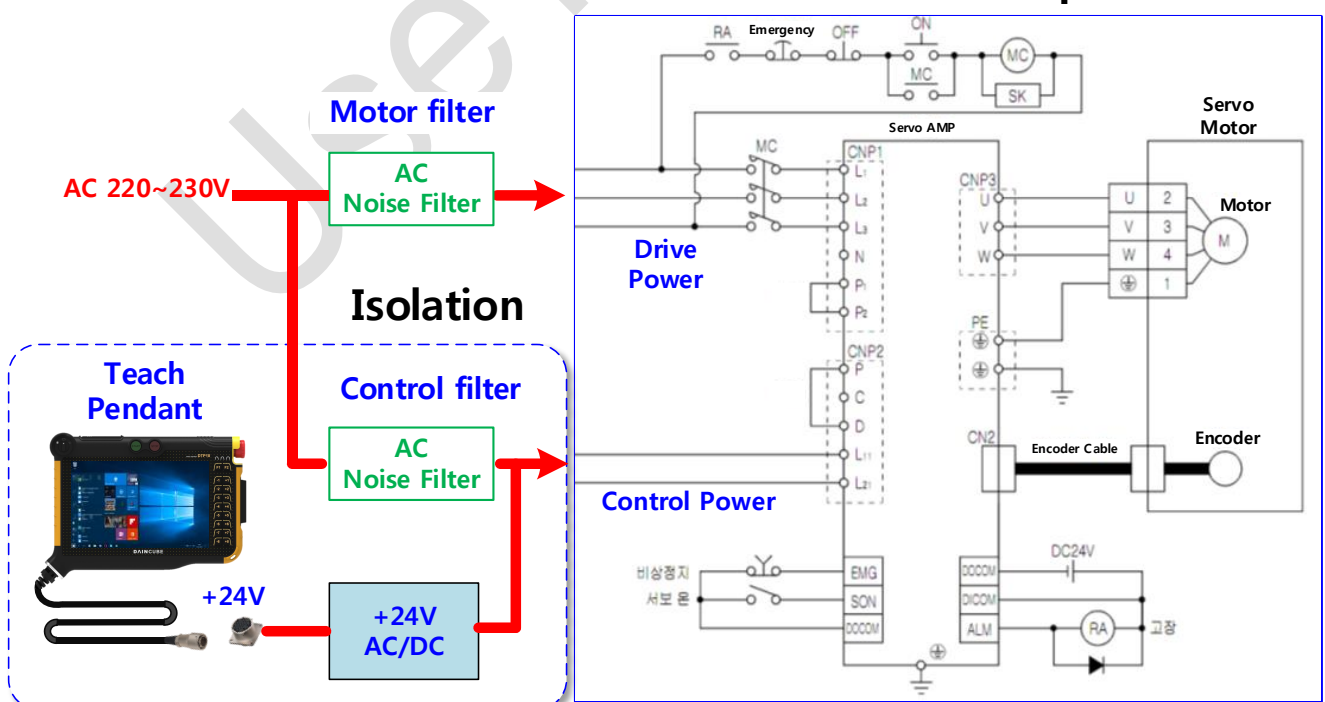 Use
Motor filter
AC 220~230V
AC
Noise Filter
Isolation
Teach
Pendant
DTP10
DAINCUBE
Control filter
AC
Noise Filter
+24V
+24V
AC/DC
RA
Emergency
OFF
ON
MC
MC
SK
Servo AMP
Servo
Motor
MC
CNP1
L1
L2
L3
N
P1
P2
Drive
Power
CNP3
U
V
W
U 2
V 3
W 4
1
Motor
M
PE
CNP2
P
C
D
L11
L21
Control Power
CN2
Encoder Cable
Encoder
비상정지
서보 온
EMG
SON
DOCOM
DOCOM
DICOM
ALM
DC24V
RA
고장